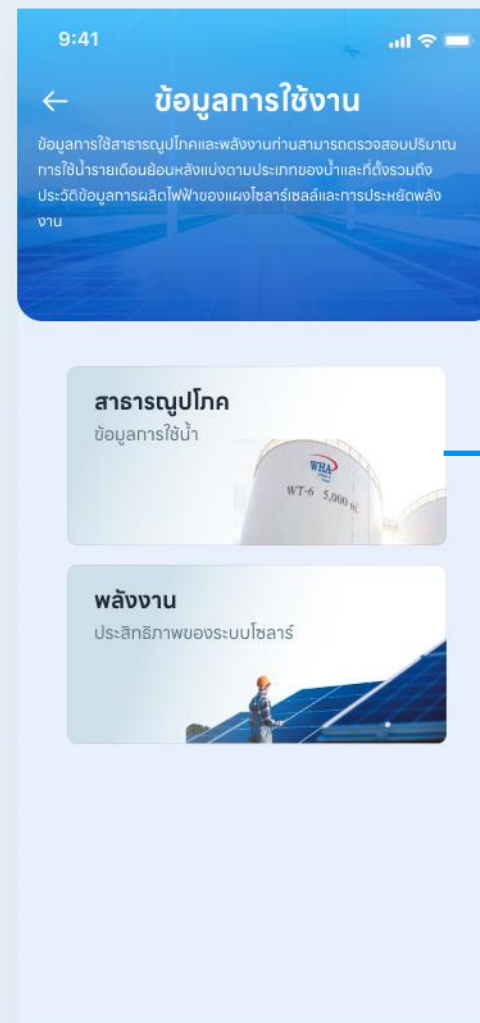 9:41
ข้อมูลการใช้งาน
ข้อมูลการใช้สาธารณูปโภคและพลังงานท่านสามารถตรวจสอบปริมาณ
การใช้น้ำรายเดือนย้อนหลังแบ่งตามประเภทของน้ำและที่ตั้งรวมถึง
ประวัติข้อมูลการผลิตไฟฟ้าของแผงโซลาร์เซลล์และการประหยัดพลัง
งาน
สาธารณูปโภค
ข้อมูลการใช้น้ำ
WHA
WT-6 5,000
พลังงาน
ประสิทธิภาพของระบบโซลาร์